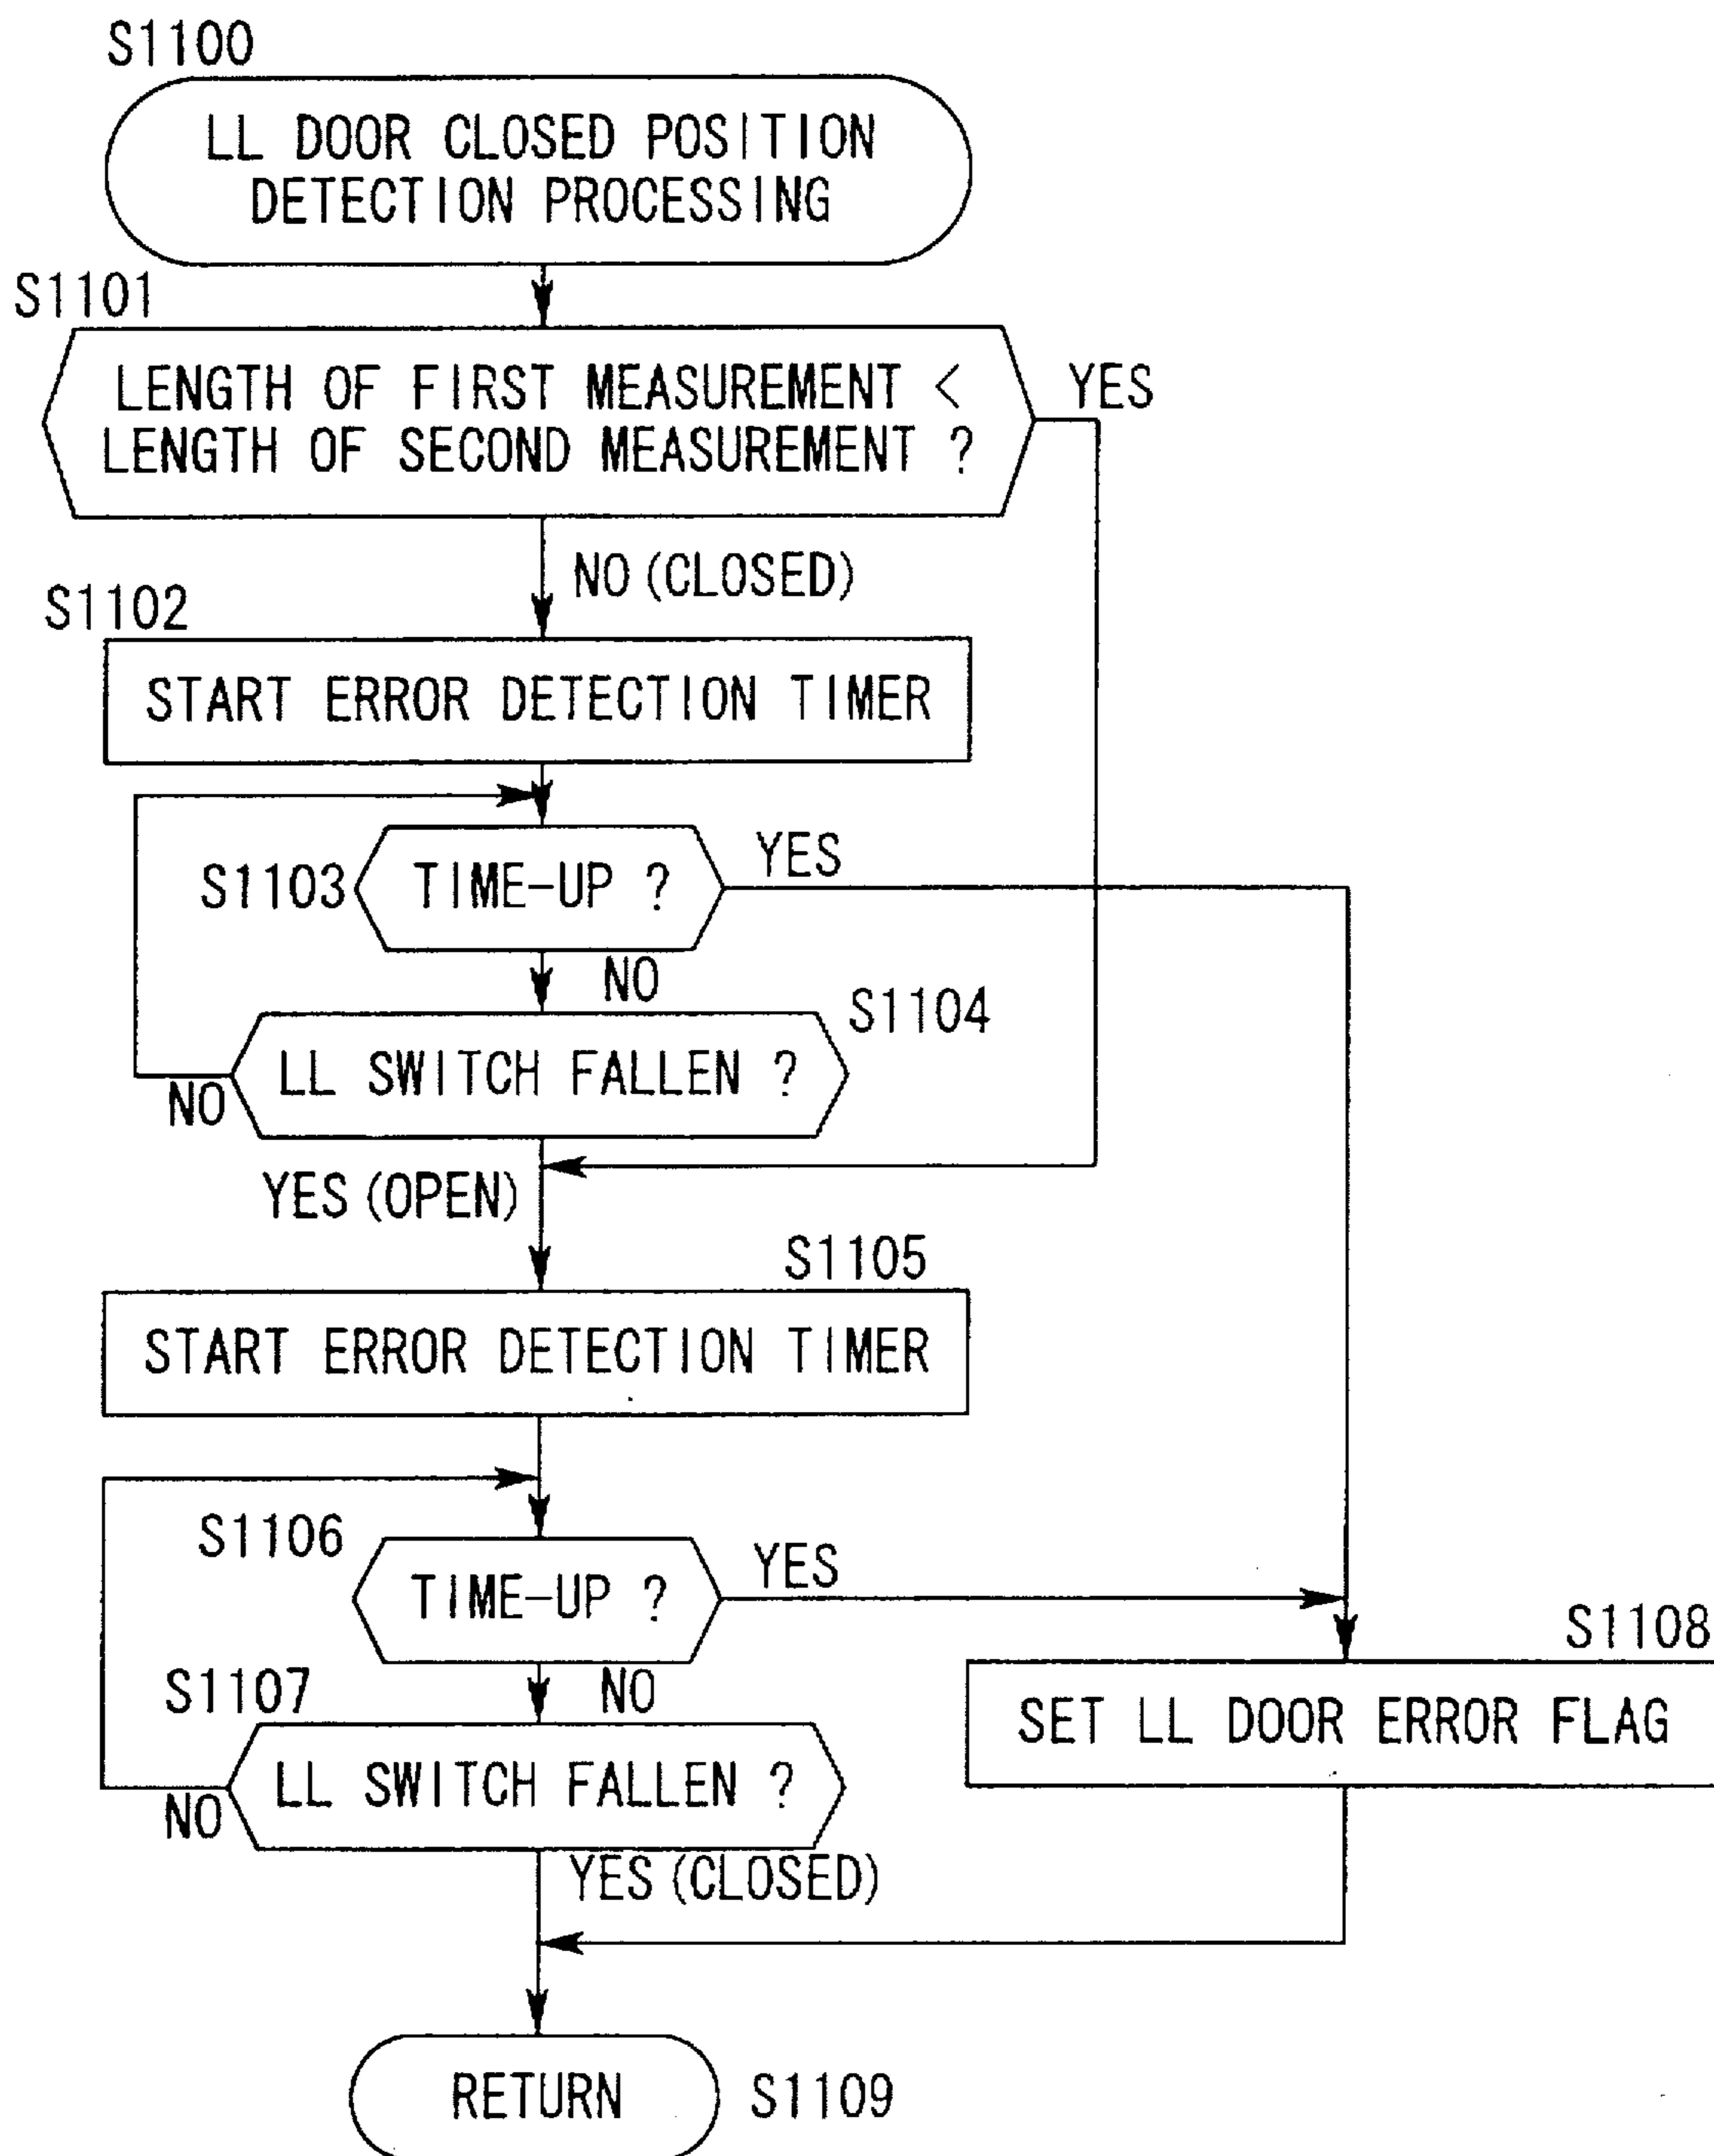 S1100
LL DOOR CLOSED POSITION
DETECTION PROCESSING
S1101
LENGTH OF FIRST MEASUREMENT <
LENGTH OF SECOND MEASUREMENT ?
YES
NO (CLOSED)
S1102
START ERROR DETECTION TIMER
S1103
TIME-UP ?
YES
NO
S1104
LL SWITCH FALLEN ?
NO
YES (OPEN)
S1105
START ERROR DETECTION TIMER
S1106
TIME-UP ?
YES
S1108
SET LL DOOR ERROR FLAG
S1107
NO
LL SWITCH FALLEN ?
NO
YES (CLOSED)
RETURN
S1109